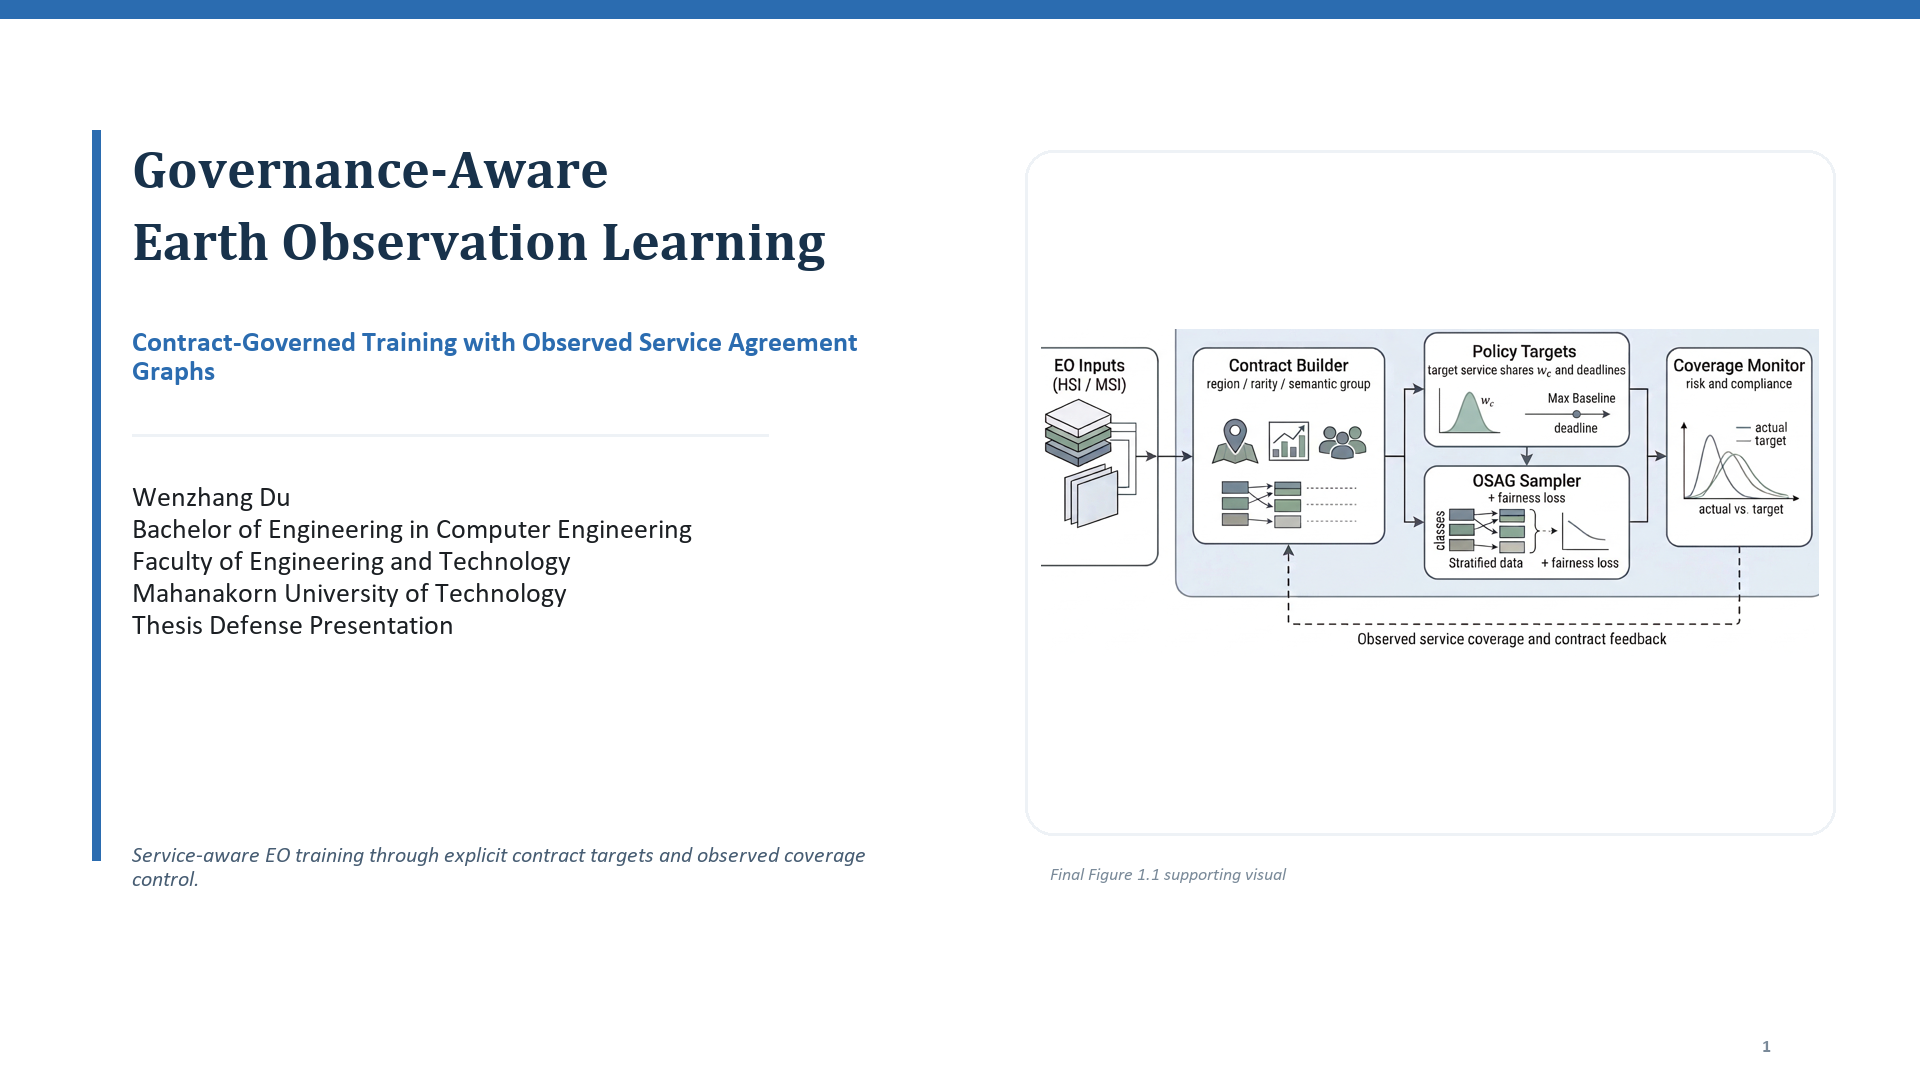 Governance-Aware
Earth Observation Learning
Contract-Governed Training with Observed Service Agreement
Graphs
Wenzhang Du
Bachelor of Engineering in Computer Engineering
Faculty of Engineering and Technology
Mahanakorn University of Technology
Thesis Defense Presentation
Service-aware EO training through explicit contract targets and observed coverage
control.
EO Inputs
(HSI / MSI)
Contract Builder
region / rarity / semantic group
Policy Targets
target service shares w_c and deadlines
w_c
Max Baseline
deadline
OSAG Sampler
+ fairness loss
classes
Stratified data
+ fairness loss
Coverage Monitor
risk and compliance
actual
target
actual vs. target
Observed service coverage and contract feedback
Final Figure 1.1 supporting visual
1